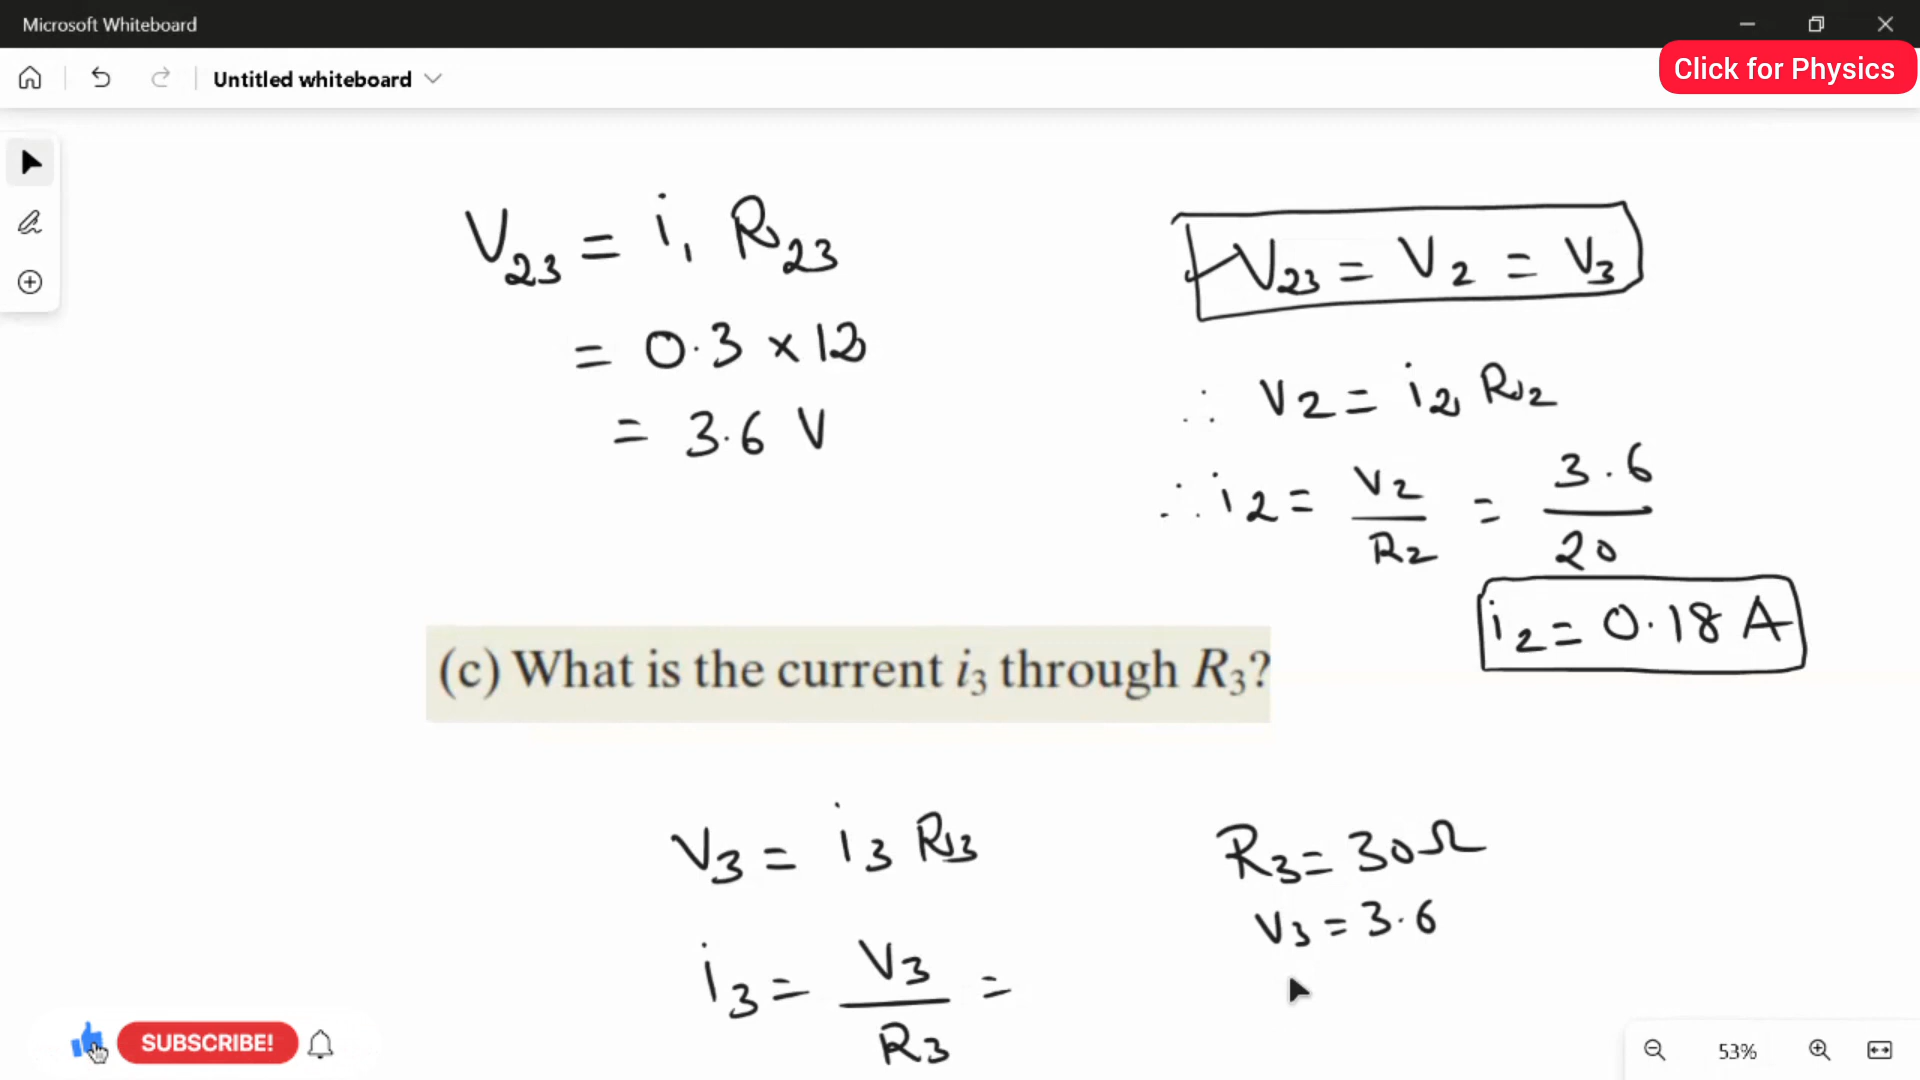 Microsoft Whiteboard
Untitled whiteboard
Click for Physics
V₂₃ = i₁ R₂₃
= 0.3 × 12
= 3.6 V
V₂₃ = V₂ = V₃
∴ V₂ = i₂ R₂
∴ i₂ = V₂/R₂ = 3.6/20
i₂ = 0.18 A
(c) What is the current i₃ through R₃?
V₃ = i₃ R₃
i₃ = V₃/R₃ =
R₃ = 30Ω
V₃ = 3.6
SUBSCRIBE!
53%